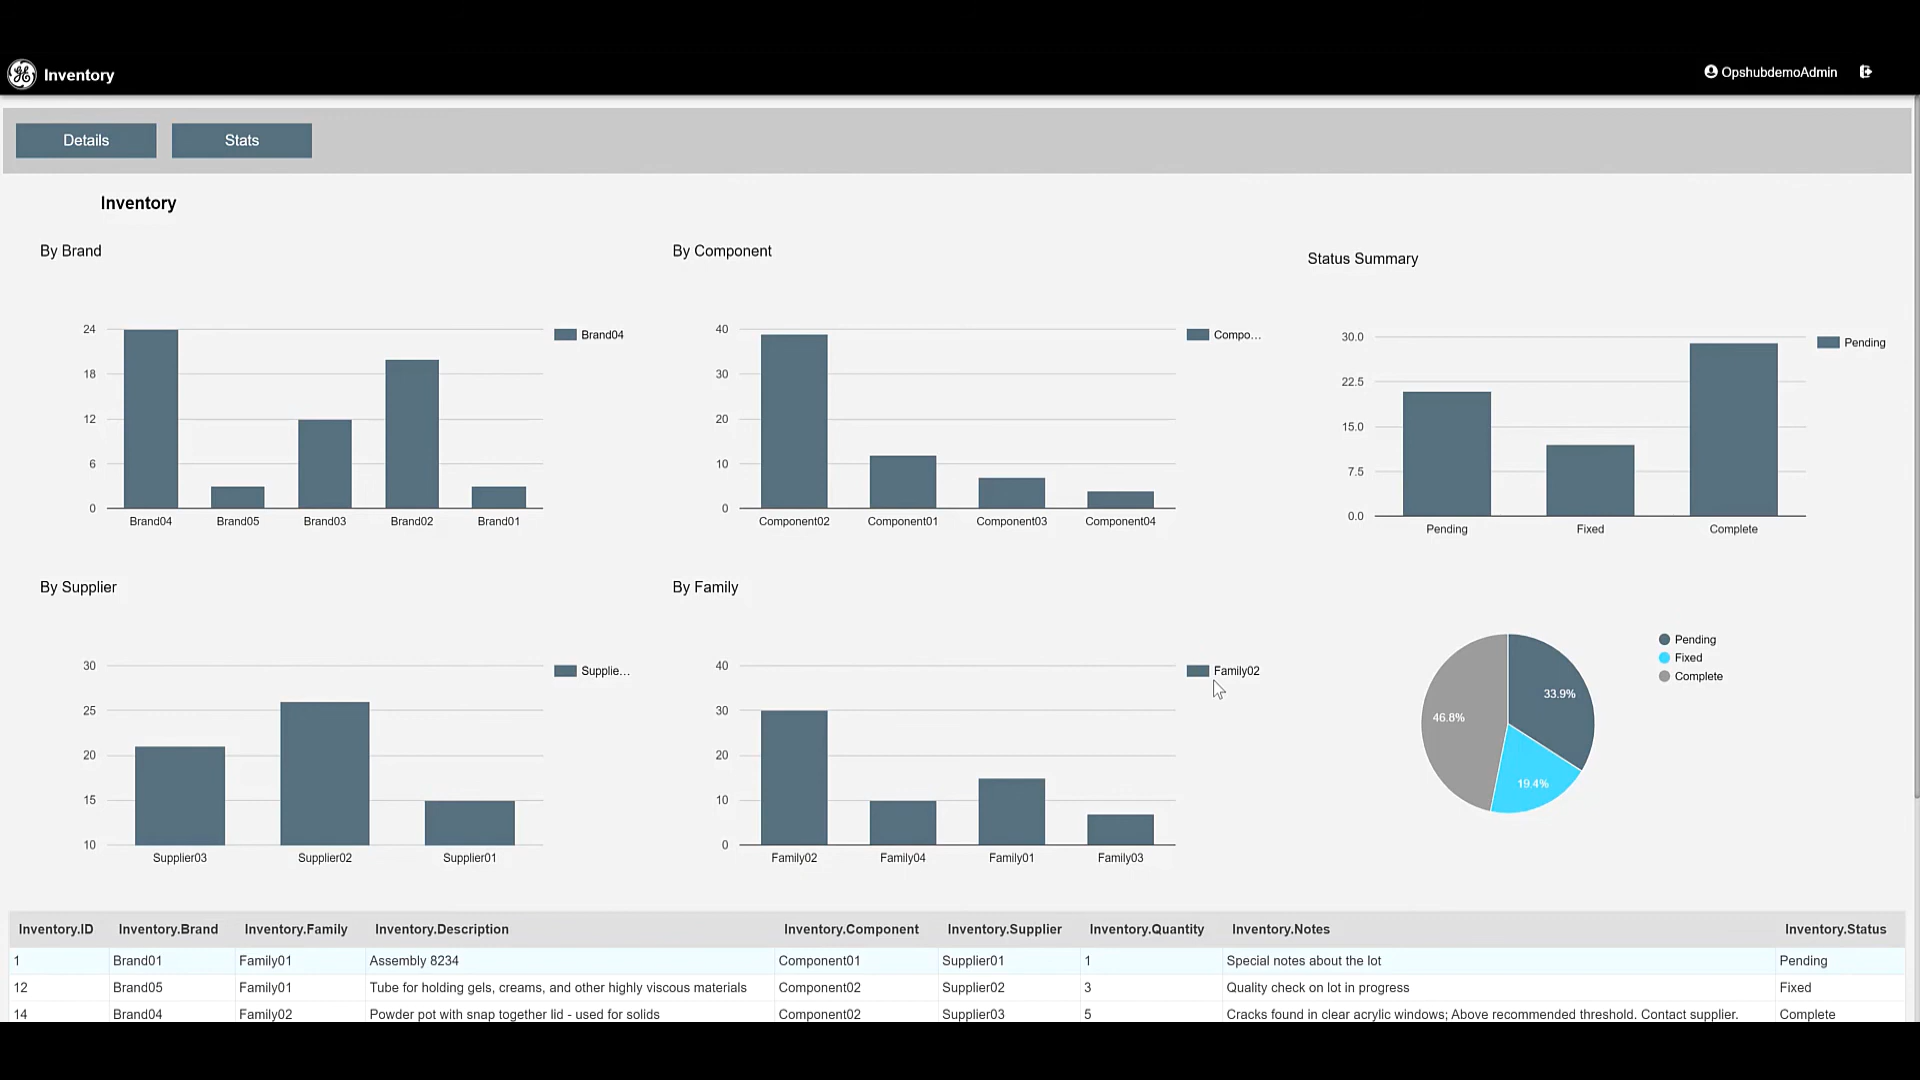 Inventory
OpshubdemoAdmin
Details
Stats
Inventory
By Brand
24
18
12
6
0
Brand04
Brand05
Brand03
Brand02
Brand01
Brand04
By Component
40
30
20
10
0
Component02
Component01
Component03
Component04
Compo…
Status Summary
30.0
22.5
15.0
7.5
0.0
Pending
Fixed
Complete
Pending
By Supplier
30
25
20
15
10
Supplier03
Supplier02
Supplier01
Supplie…
By Family
40
30
20
10
0
Family02
Family04
Family01
Family03
Family02
33.9%
19.4%
46.8%
Pending
Fixed
Complete
Inventory.ID Inventory.Brand Inventory.Family Inventory.Description Inventory.Component Inventory.Supplier Inventory.Quantity Inventory.Notes Inventory.Status
1 Brand01 Family01 Assembly 8234 Component01 Supplier01 1 Special notes about the lot Pending
12 Brand05 Family01 Tube for holding gels, creams, and other highly viscous materials Component02 Supplier02 3 Quality check on lot in progress Fixed
14 Brand04 Family02 Powder pot with snap together lid - used for solids Component02 Supplier03 5 Cracks found in clear acrylic windows; Above recommended threshold. Contact supplier. Complete